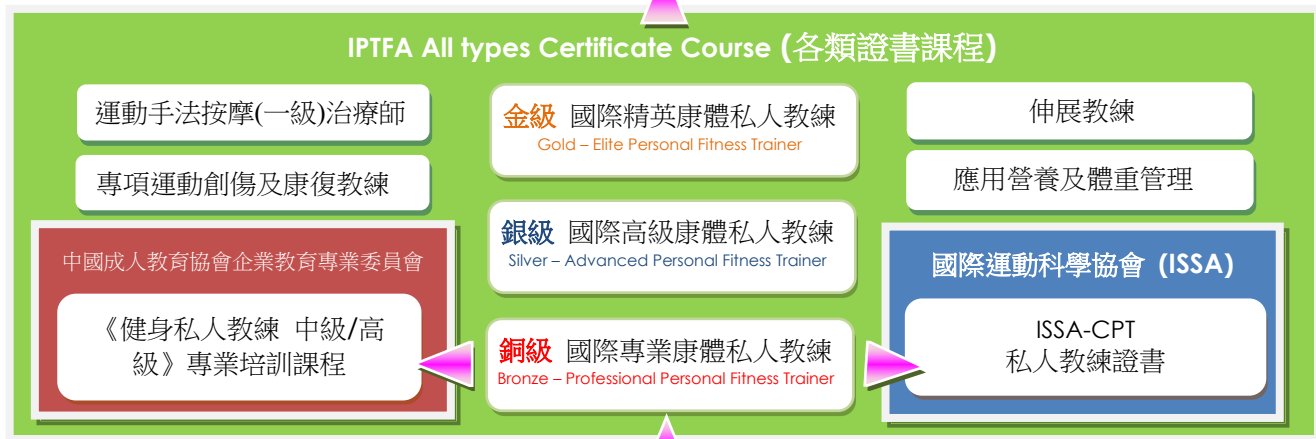 IPTFA All types Certificate Course (各類證書課程)
運動手法按摩(一級)治療師
專項運動創傷及康復教練
中國成人教育協會企業教育專業委員會
《健身私人教練 中級/高
級》專業培訓課程
金級 國際精英康體私人教練
Gold – Elite Personal Fitness Trainer
銀級 國際高級康體私人教練
Silver – Advanced Personal Fitness Trainer
銅級 國際專業康體私人教練
Bronze – Professional Personal Fitness Trainer
伸展教練
應用營養及體重管理
國際運動科學協會 (ISSA)
ISSA-CPT
私人教練證書